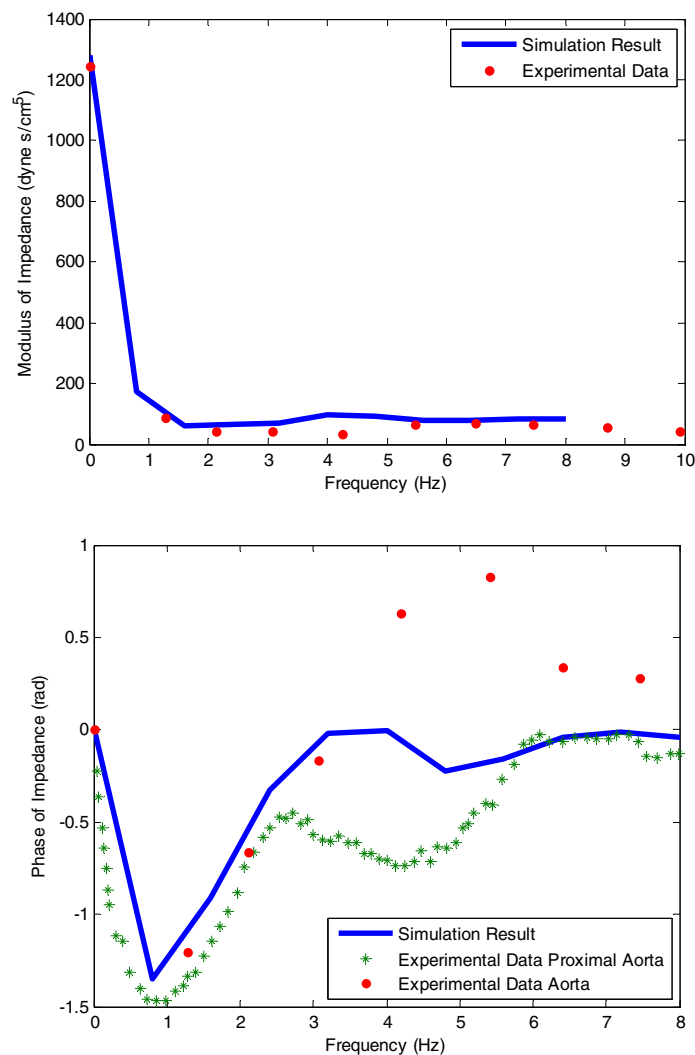 1400
1200
1000
800
600
400
200
0
Modulus of Impedance (dyne s/cm5)
Simulation Result
Experimental Data
0 1 2 3 4 5 6 7 8 9 10
Frequency (Hz)
1
0.5
0
-0.5
-1
-1.5
Phase of Impedance (rad)
Simulation Result
Experimental Data Proximal Aorta
Experimental Data Aorta
0 1 2 3 4 5 6 7 8
Frequency (Hz)